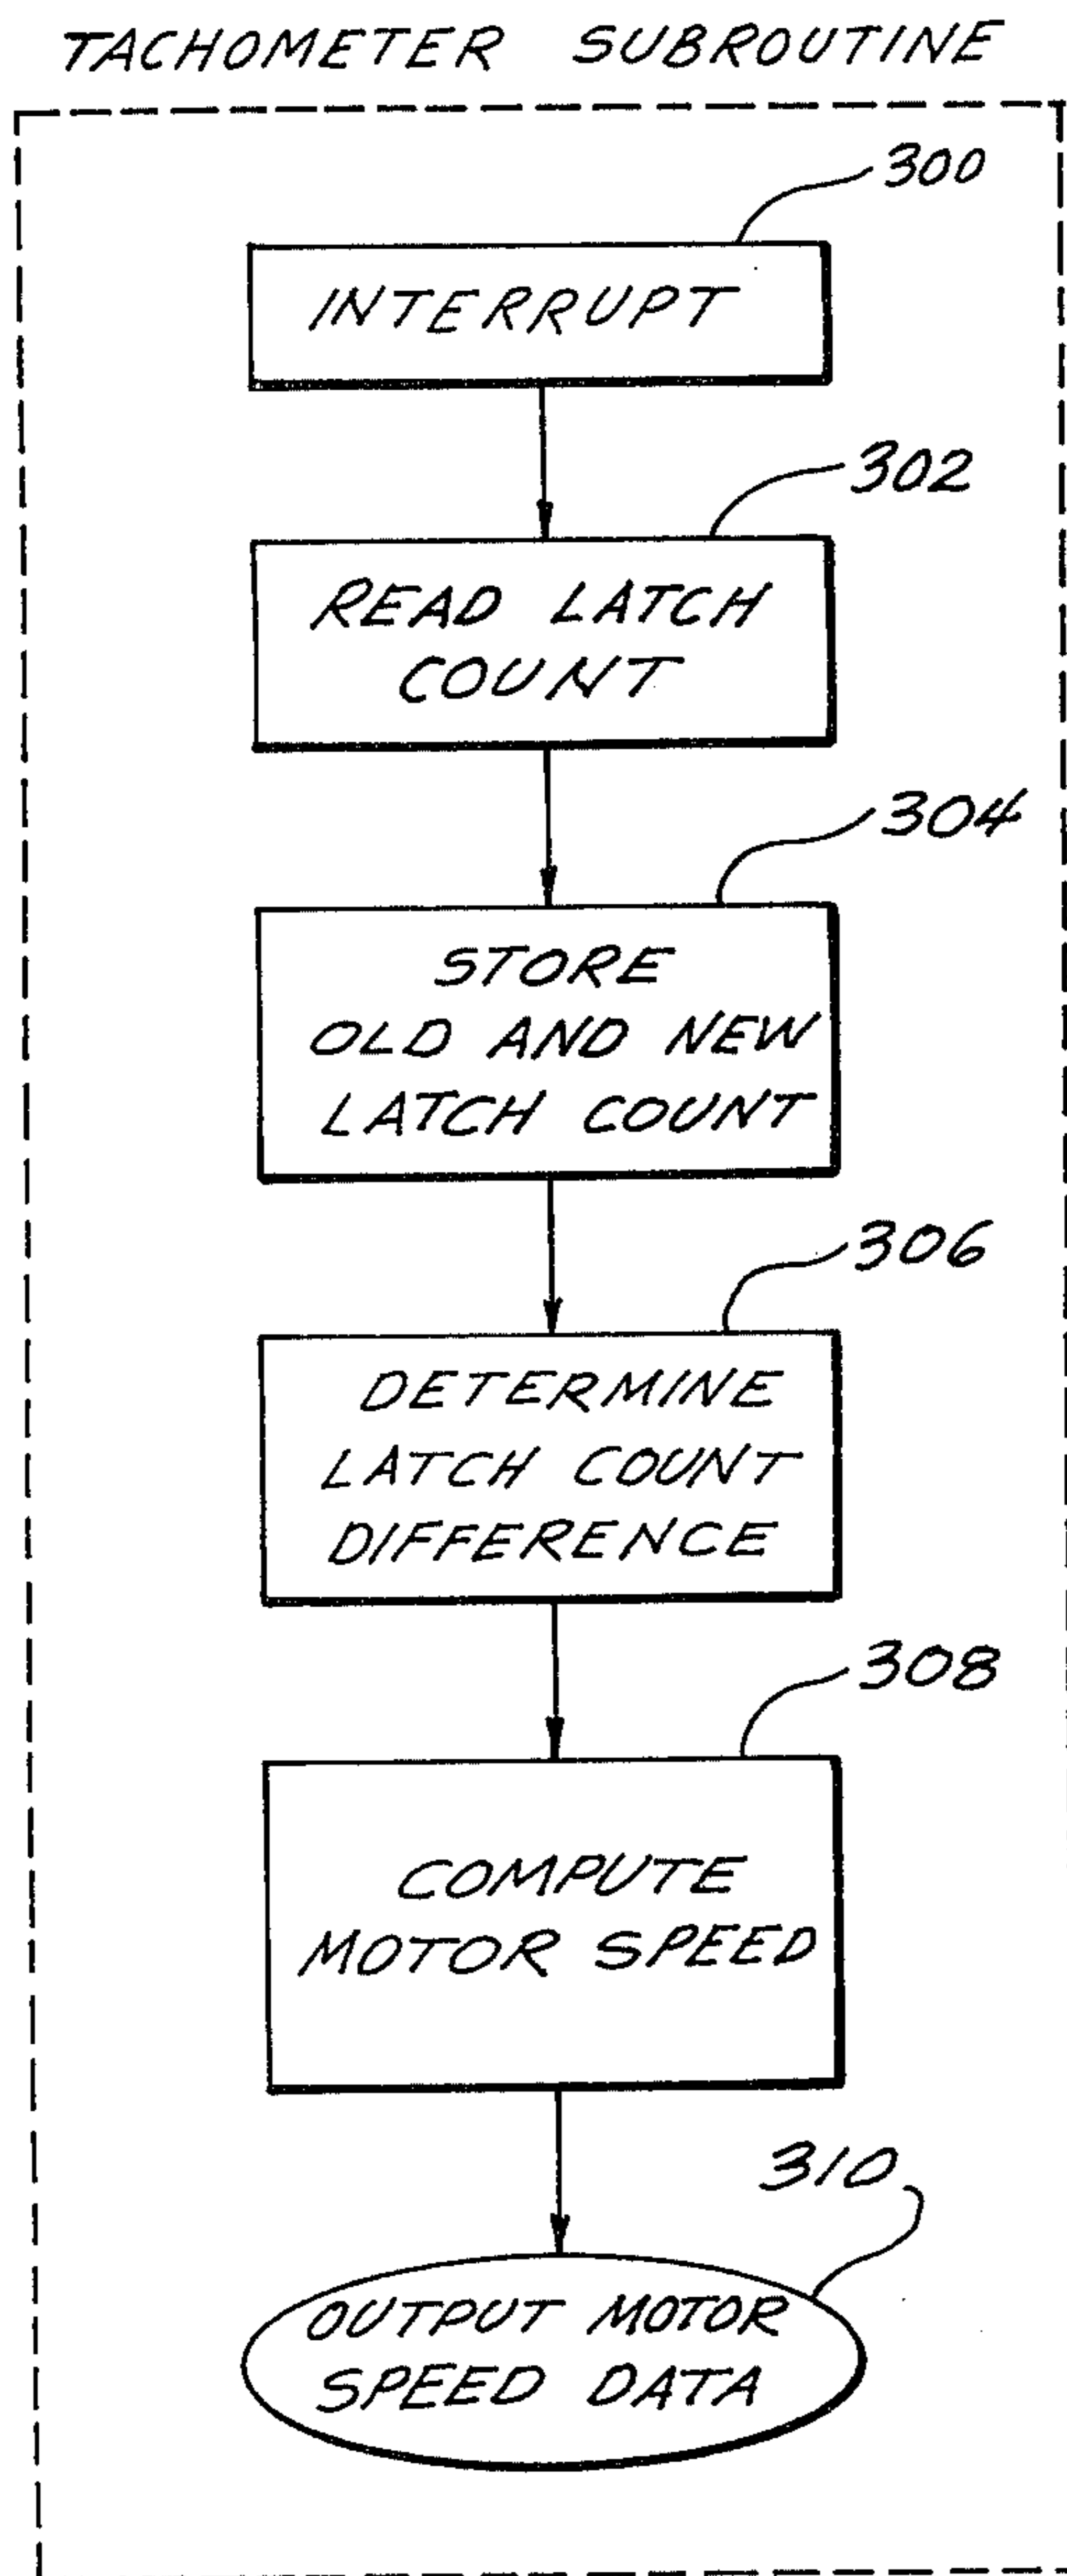 TACHOMETER SUBROUTINE
300
INTERRUPT
302
READ LATCH
COUNT
304
STORE
OLD AND NEW
LATCH COUNT
306
DETERMINE
LATCH COUNT
DIFFERENCE
308
COMPUTE
MOTOR SPEED
310
OUTPUT MOTOR
SPEED DATA